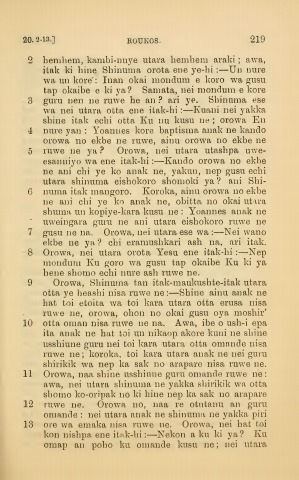 20. 2-13.] ROUKOS. 219
2 hemhem, kambi-nuye utara hemhem araki; awa,
itak ki hine Shinuma orota ene ye-hi:—Un nure
wa un kore: Inan okai mondum e koro wa gusu
tap okaibe e ki ya? Samata, nei mondum e kore
3 guru nen ne ruwe he an? ari ye. Shinuma ese
wa nei utara otta ene itak-hi:—Kuani nei yakka
shine itak echi otta Ku nu kusu ne; orowa En
4 nure yan: Yoannes kore baptisma anak ne kando
orowa no ekbe ne ruwe, ainu orowa no ekbe ne
5 ruwe ne ya? Orowa, nei utara utashpa uwe-
esanniyo wa ene itak-hi:—Kando orowa no ekbe
ne ani chi ye ko anak ne, yakun, nep gusu echi
utara shinuma eishokoro shomoki ya? ani Shi-
6 numa itak nangoro. Koroka, ainu orowa no ekbe
ne ani chi ye ko anak ne, obitta no okai utara
shuma un kopiye-kara kusu ne: Yoannes anak ne
uweingara guru ne ani utara eishokoro ruwe ne
7 gusu ne na. Orowa, nei utara ese wa:—Nei wano
ekbe ne ya? chi eramushkari ash na, ari itak.
8 Orowa, nei utara orota Yesu ene itak-hi:—Nep
mondum Ku goro wa gusu tap okaibe Ku ki ya
hene shomo echi nure ash ruwe ne.
9 Orowa, Shinuma tan itak-maukushte-itak utara
otta ye heashi nisa ruwe ne:—Shine ainu anak ne
hat toi etoita wa toi kara utara otta erusa nisa
ruwe ne, orowa, ohon no okai gusu oya moshir'
10 otta oman nisa ruwe ne na. Awa, ibe o ush-i epa
ita anak ne hat toi un nikaop akore kuni ne shine
usshiune guru nei toi kara utara otta omande nisa
ruwe ne; koroka, toi kara utara anak ne nei guru
shirikik wa nep ka sak no arapare nisa ruwe ne.
11 Orowa, naa shine usshiune guru omande ruwe ne:
awa, nei utara shinuma ne yakka shirikik wa otta
shomo ko-oripak no ki hine nep ka sak no arapare
12 ruwe ne. Orowa no, naa re otutanu an guru
omande: nei utara anak ne shinuma ne yakka piri
13 ore wa emaka nisa ruwe ne. Orowa, nei hat toi
kon nishpa ene itak-hi:—Nekon a ku ki ya? Ku
omap an poho ku omande kusu ne; nei utara